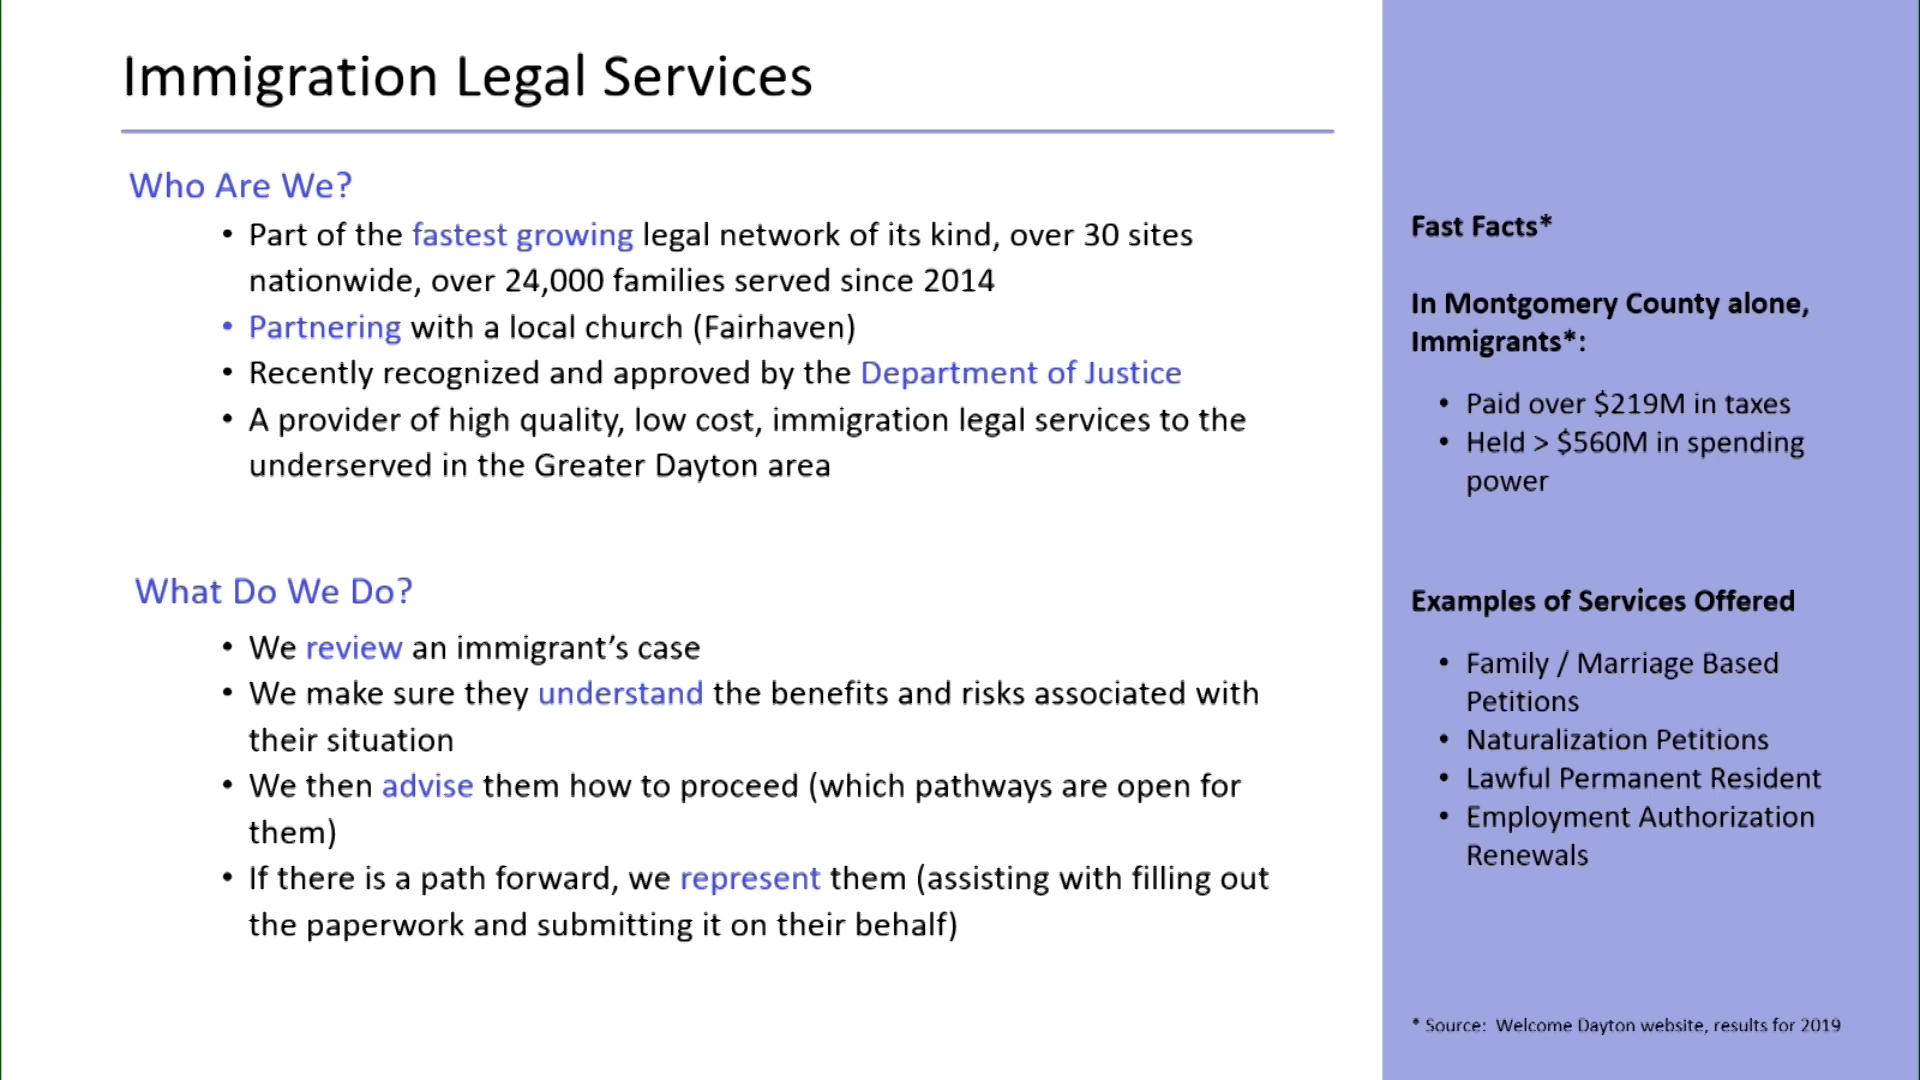 Immigration Legal Services
Who Are We?
• Part of the fastest growing legal network of its kind, over 30 sites
nationwide, over 24,000 families served since 2014
• Partnering with a local church (Fairhaven)
• Recently recognized and approved by the Department of Justice
• A provider of high quality, low cost, immigration legal services to the
underserved in the Greater Dayton area
What Do We Do?
• We review an immigrant’s case
• We make sure they understand the benefits and risks associated with
their situation
• We then advise them how to proceed (which pathways are open for
them)
• If there is a path forward, we represent them (assisting with filling out
the paperwork and submitting it on their behalf)
Fast Facts*
In Montgomery County alone,
Immigrants*:
• Paid over $219M in taxes
• Held > $560M in spending
power
Examples of Services Offered
• Family / Marriage Based
Petitions
• Naturalization Petitions
• Lawful Permanent Resident
• Employment Authorization
Renewals
* Source: Welcome Dayton website, results for 2019